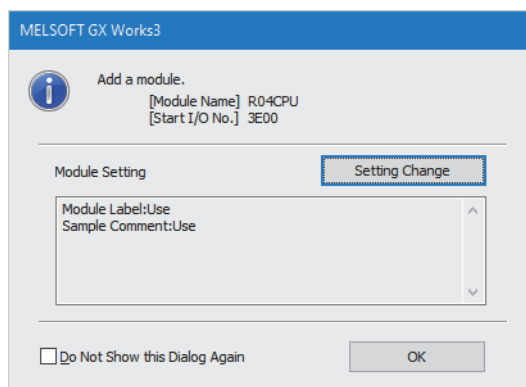 MELSOFT GX Works3
Add a module.
[Module Name] R04CPU
[Start I/O No.] 3E00
Module Setting
Setting Change
Module Label:Use
Sample Comment:Use
Do Not Show this Dialog Again
OK